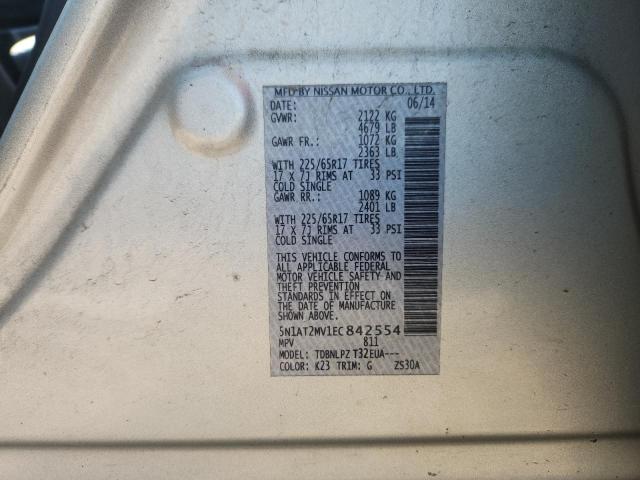 MFD BY NISSAN MOTOR CO., LTD.
DATE: 06/14
GVWR: 2122 KG
4679 LB
GAWR FR.: 1072 KG
2363 LB
WITH 225/65R17 TIRES
17 X 7J RIMS AT 33 PSI
COLD SINGLE
GAWR RR.: 1089 KG
2401 LB
WITH 225/65R17 TIRES
17 X 7J RIMS AT 33 PSI
COLD SINGLE
THIS VEHICLE CONFORMS TO
ALL APPLICABLE FEDERAL
MOTOR VEHICLE SAFETY AND
THEFT PREVENTION
STANDARDS IN EFFECT ON THE
DATE OF MANUFACTURE SHOWN
ABOVE.
5N1AT2MV1EC842554
MPV 811
MODEL: TDBNLPZ T32EUA---
COLOR: K23 TRIM: G ZS30A